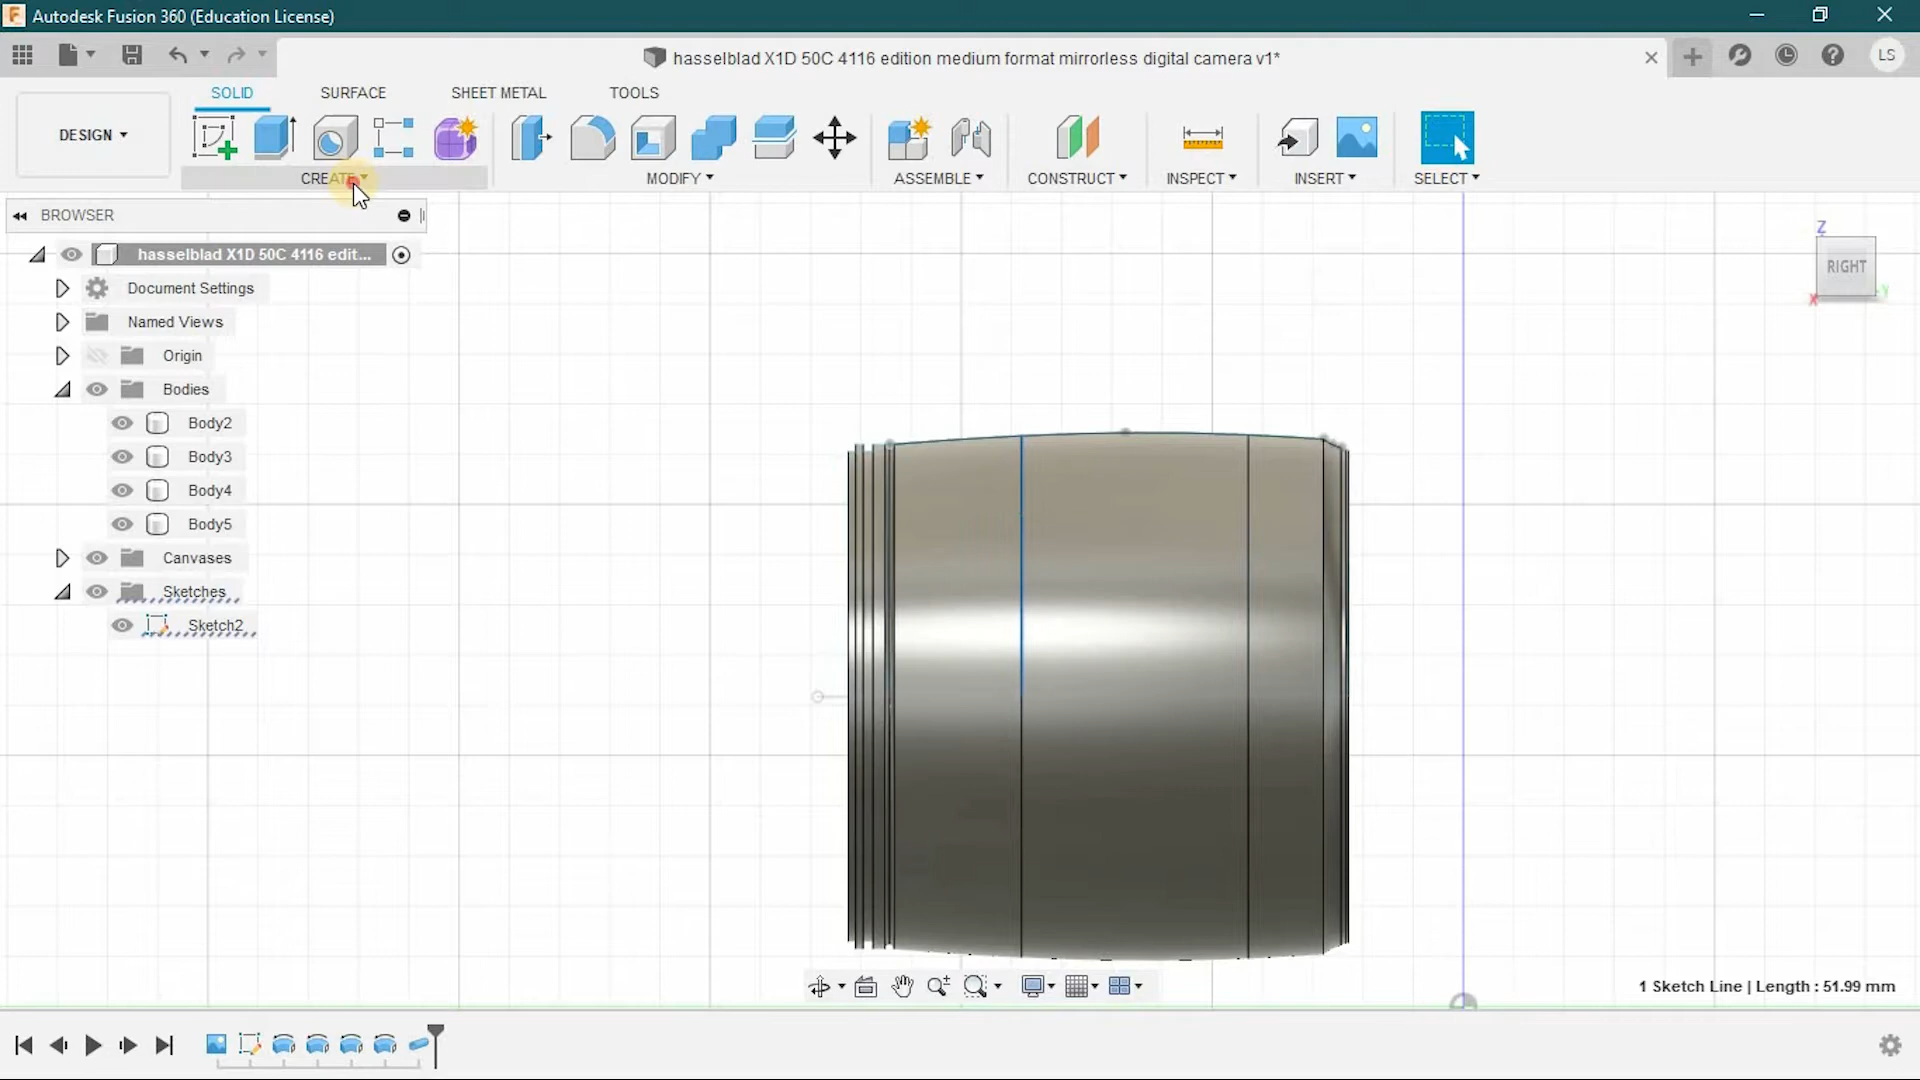 Autodesk Fusion 360 (Education License)
hasselblad X1D 50C 4116 edition medium format mirrorless digital camera v1*
LS
SOLID
SURFACE
SHEET METAL
TOOLS
DESIGN
CREATE
MODIFY
ASSEMBLE
CONSTRUCT
INSPECT
INSERT
SELECT
BROWSER
hasselblad X1D 50C 4116 edit...
Document Settings
Named Views
Origin
Bodies
Body2
Body3
Body4
Body5
Canvases
Sketches
Sketch2
Z
RIGHT
X
Y
1 Sketch Line | Length : 51.99 mm